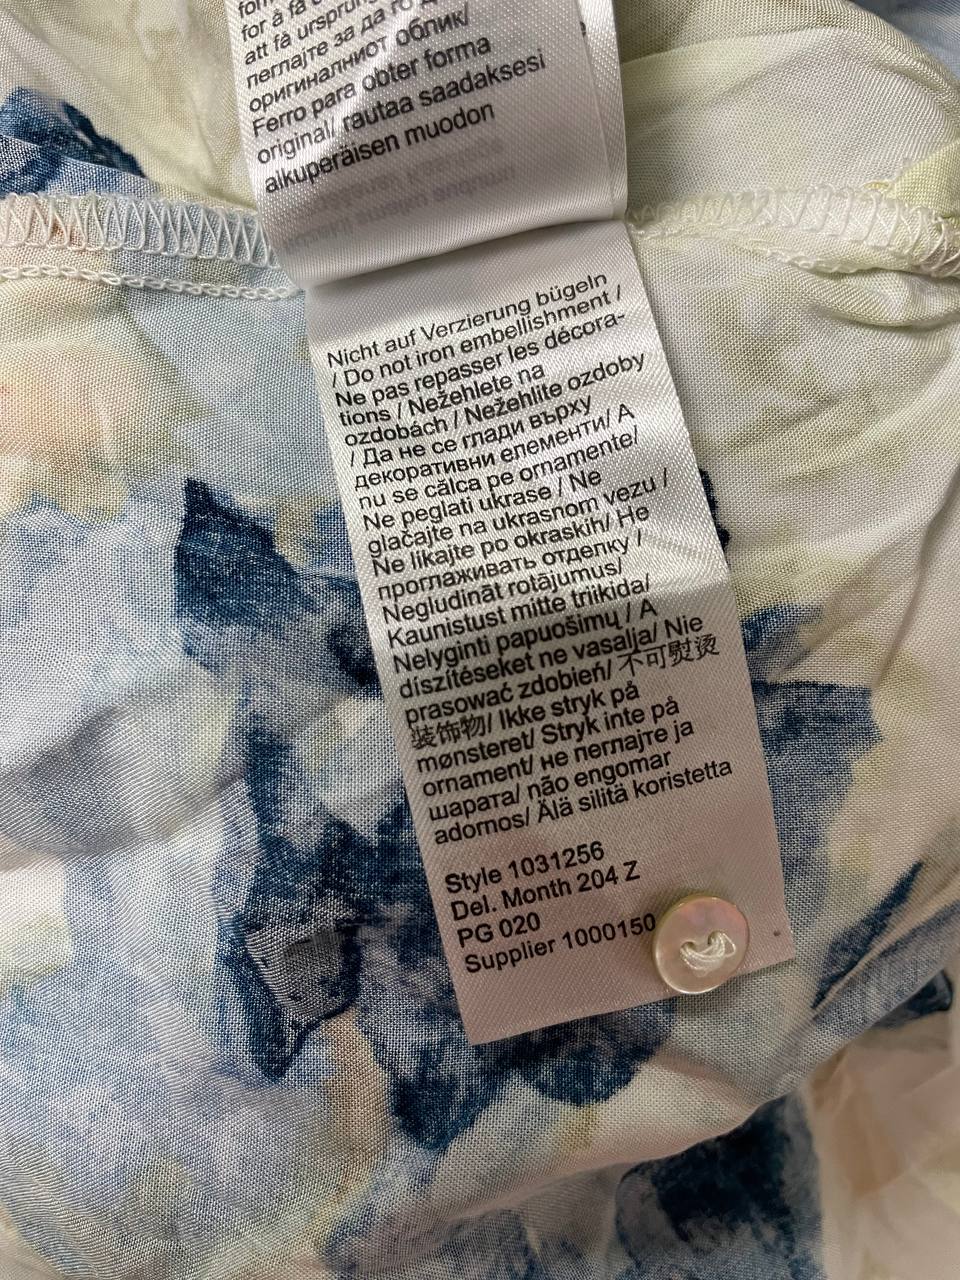 for à få
att få ursprung
пеглајте за да го
оригиналниот облик/
Ferro para obter forma
original/ rautaa saadaksesi
alkuperäisen muodon
Nicht auf Verzierung bügeln
/ Do not iron embellishment /
Ne pas repasser les décora-
tions / Nežehlete na
ozdobách / Nežehlite ozdoby
/ Да не се глади върху
декоративни елементи/ A
nu se călca pe ornamente/
Ne peglati ukrase / Ne
glačajte na ukrasnom vezu /
Ne likajte po okraskih/ Не
проглаживать отделку /
Negludināt rotājumus/
Kaunistust mitte triikida/
Nelyginti papuošimų / A
díszítéseket ne vasalja/ Nie
prasować zdobień/ 不可熨烫
装饰物/ Ikke stryk på
mønsteret/ Stryk inte på
ornament/ не пеглајте ја
шарата/ não engomar
adornos/ Älä silitä koristetta
Style 1031256
Del. Month 204 Z
PG 020
Supplier 1000150